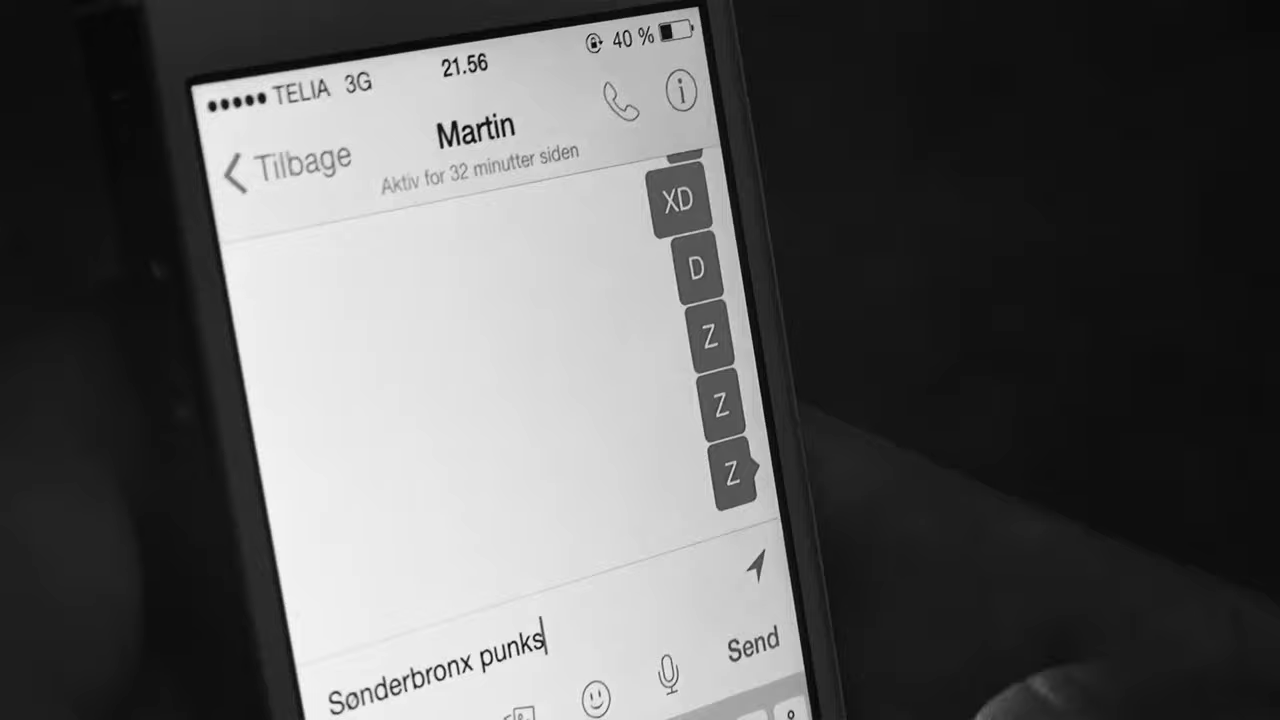 TELIA 3G 21.56 40 %
Tilbage Martin
Aktiv for 32 minutter siden
XD
D
Z
Z
Z
Sønderbronx punks
Send